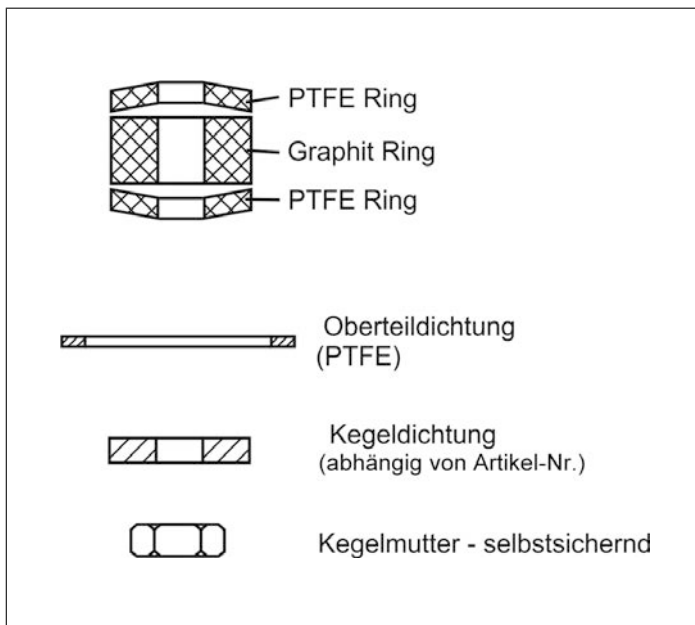 PTFE Ring
Graphit Ring
PTFE Ring
Oberteildichtung
(PTFE)
Kegeldichtung
(abhängig von Artikel-Nr.)
Kegelmutter - selbstsichernd